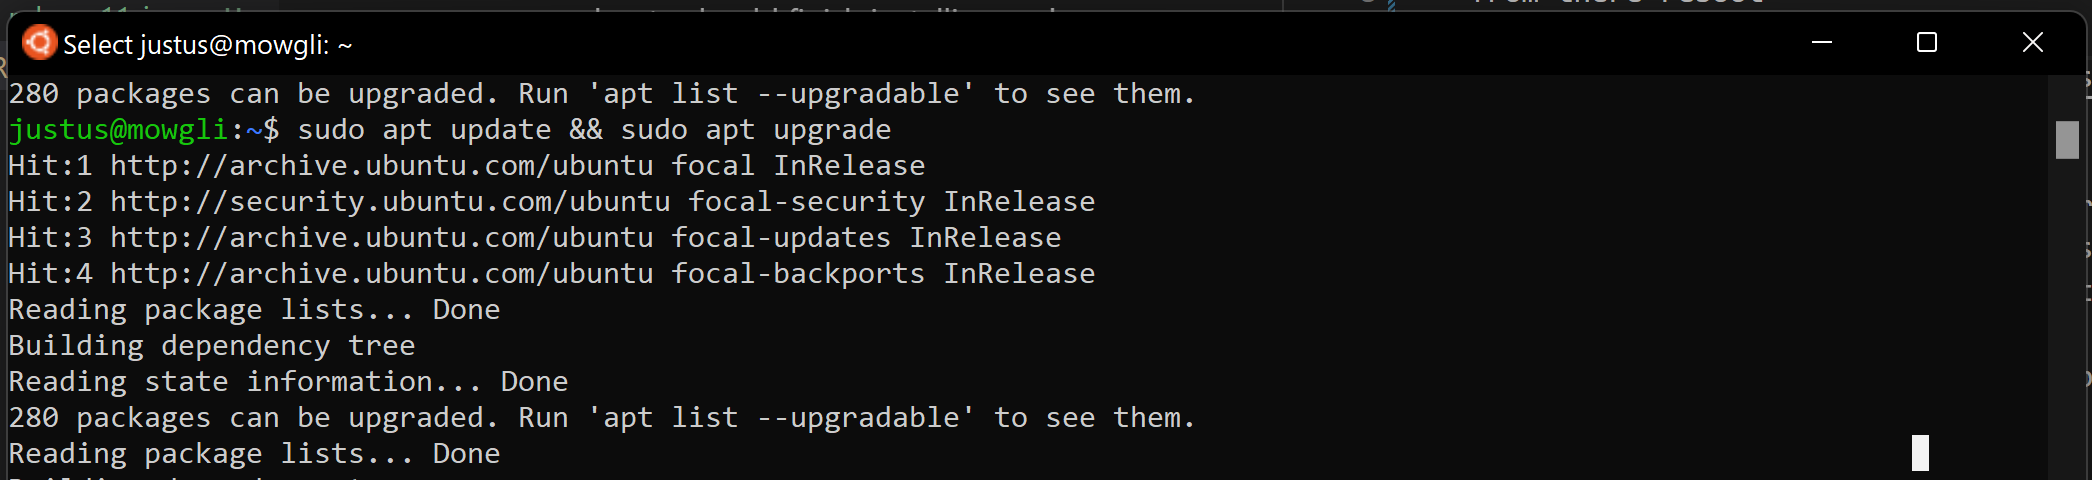 Select justus@mowgli: ~
280 packages can be upgraded. Run 'apt list --upgradable' to see them.
justus@mowgli:~$ sudo apt update && sudo apt upgrade
Hit:1 http://archive.ubuntu.com/ubuntu focal InRelease
Hit:2 http://security.ubuntu.com/ubuntu focal-security InRelease
Hit:3 http://archive.ubuntu.com/ubuntu focal-updates InRelease
Hit:4 http://archive.ubuntu.com/ubuntu focal-backports InRelease
Reading package lists... Done
Building dependency tree
Reading state information... Done
280 packages can be upgraded. Run 'apt list --upgradable' to see them.
Reading package lists... Done